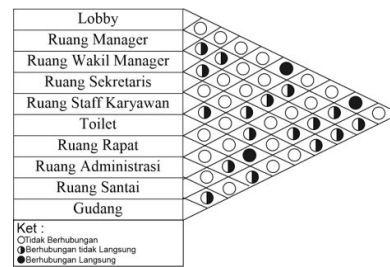 Lobby
Ruang Manager
Ruang Wakil Manager
Ruang Sekretaris
Ruang Staff Karyawan
Toilet
Ruang Rapat
Ruang Administrasi
Ruang Santai
Gudang
Ket :
Tidak Berhubungan
Berhubungan tidak Langsung
Berhubungan Langsung